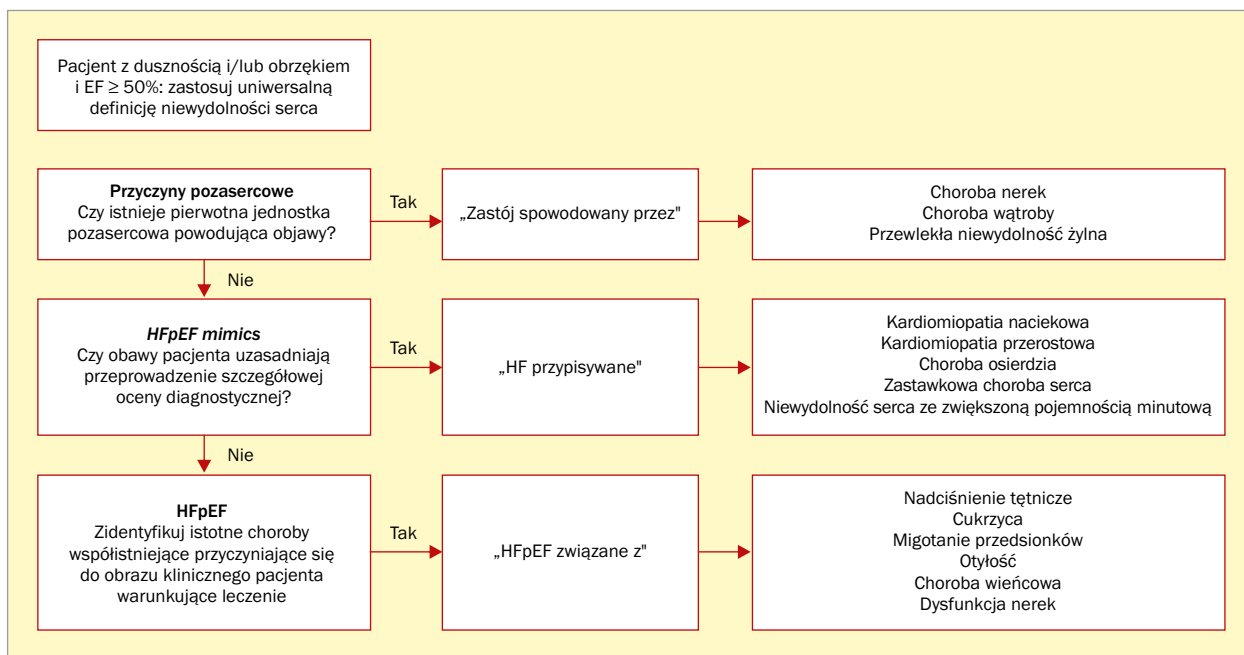 Pacjent z dusznością i/lub obrzękiem
i EF ≥ 50%: zastosuj uniwersalną
definicję niewydolności serca
Przyczyny pozasercowe
Czy istnieje pierwotna jednostka
pozasercowa powodująca objawy?
Tak
„Zastój spowodowany przez"
Choroba nerek
Choroba wątroby
Przewlekła niewydolność żylna
Nie
HFpEF mimics
Czy obawy pacjenta uzasadniają
przeprowadzenie szczegółowej
oceny diagnostycznej?
Tak
„HF przypisywane"
Kardiomiopatia naciekowa
Kardiomiopatia przerostowa
Choroba osierdzia
Zastawkowa choroba serca
Niewydolność serca ze zwiększoną pojemnością minutową
Nie
HFpEF
Zidentyfikuj istotne choroby
współistniejące przyczyniające się
do obrazu klinicznego pacjenta
warunkujące leczenie
Tak
„HFpEF związane z"
Nadciśnienie tętnicze
Cukrzyca
Migotanie przedsionków
Otyłość
Choroba wieńcowa
Dysfunkcja nerek